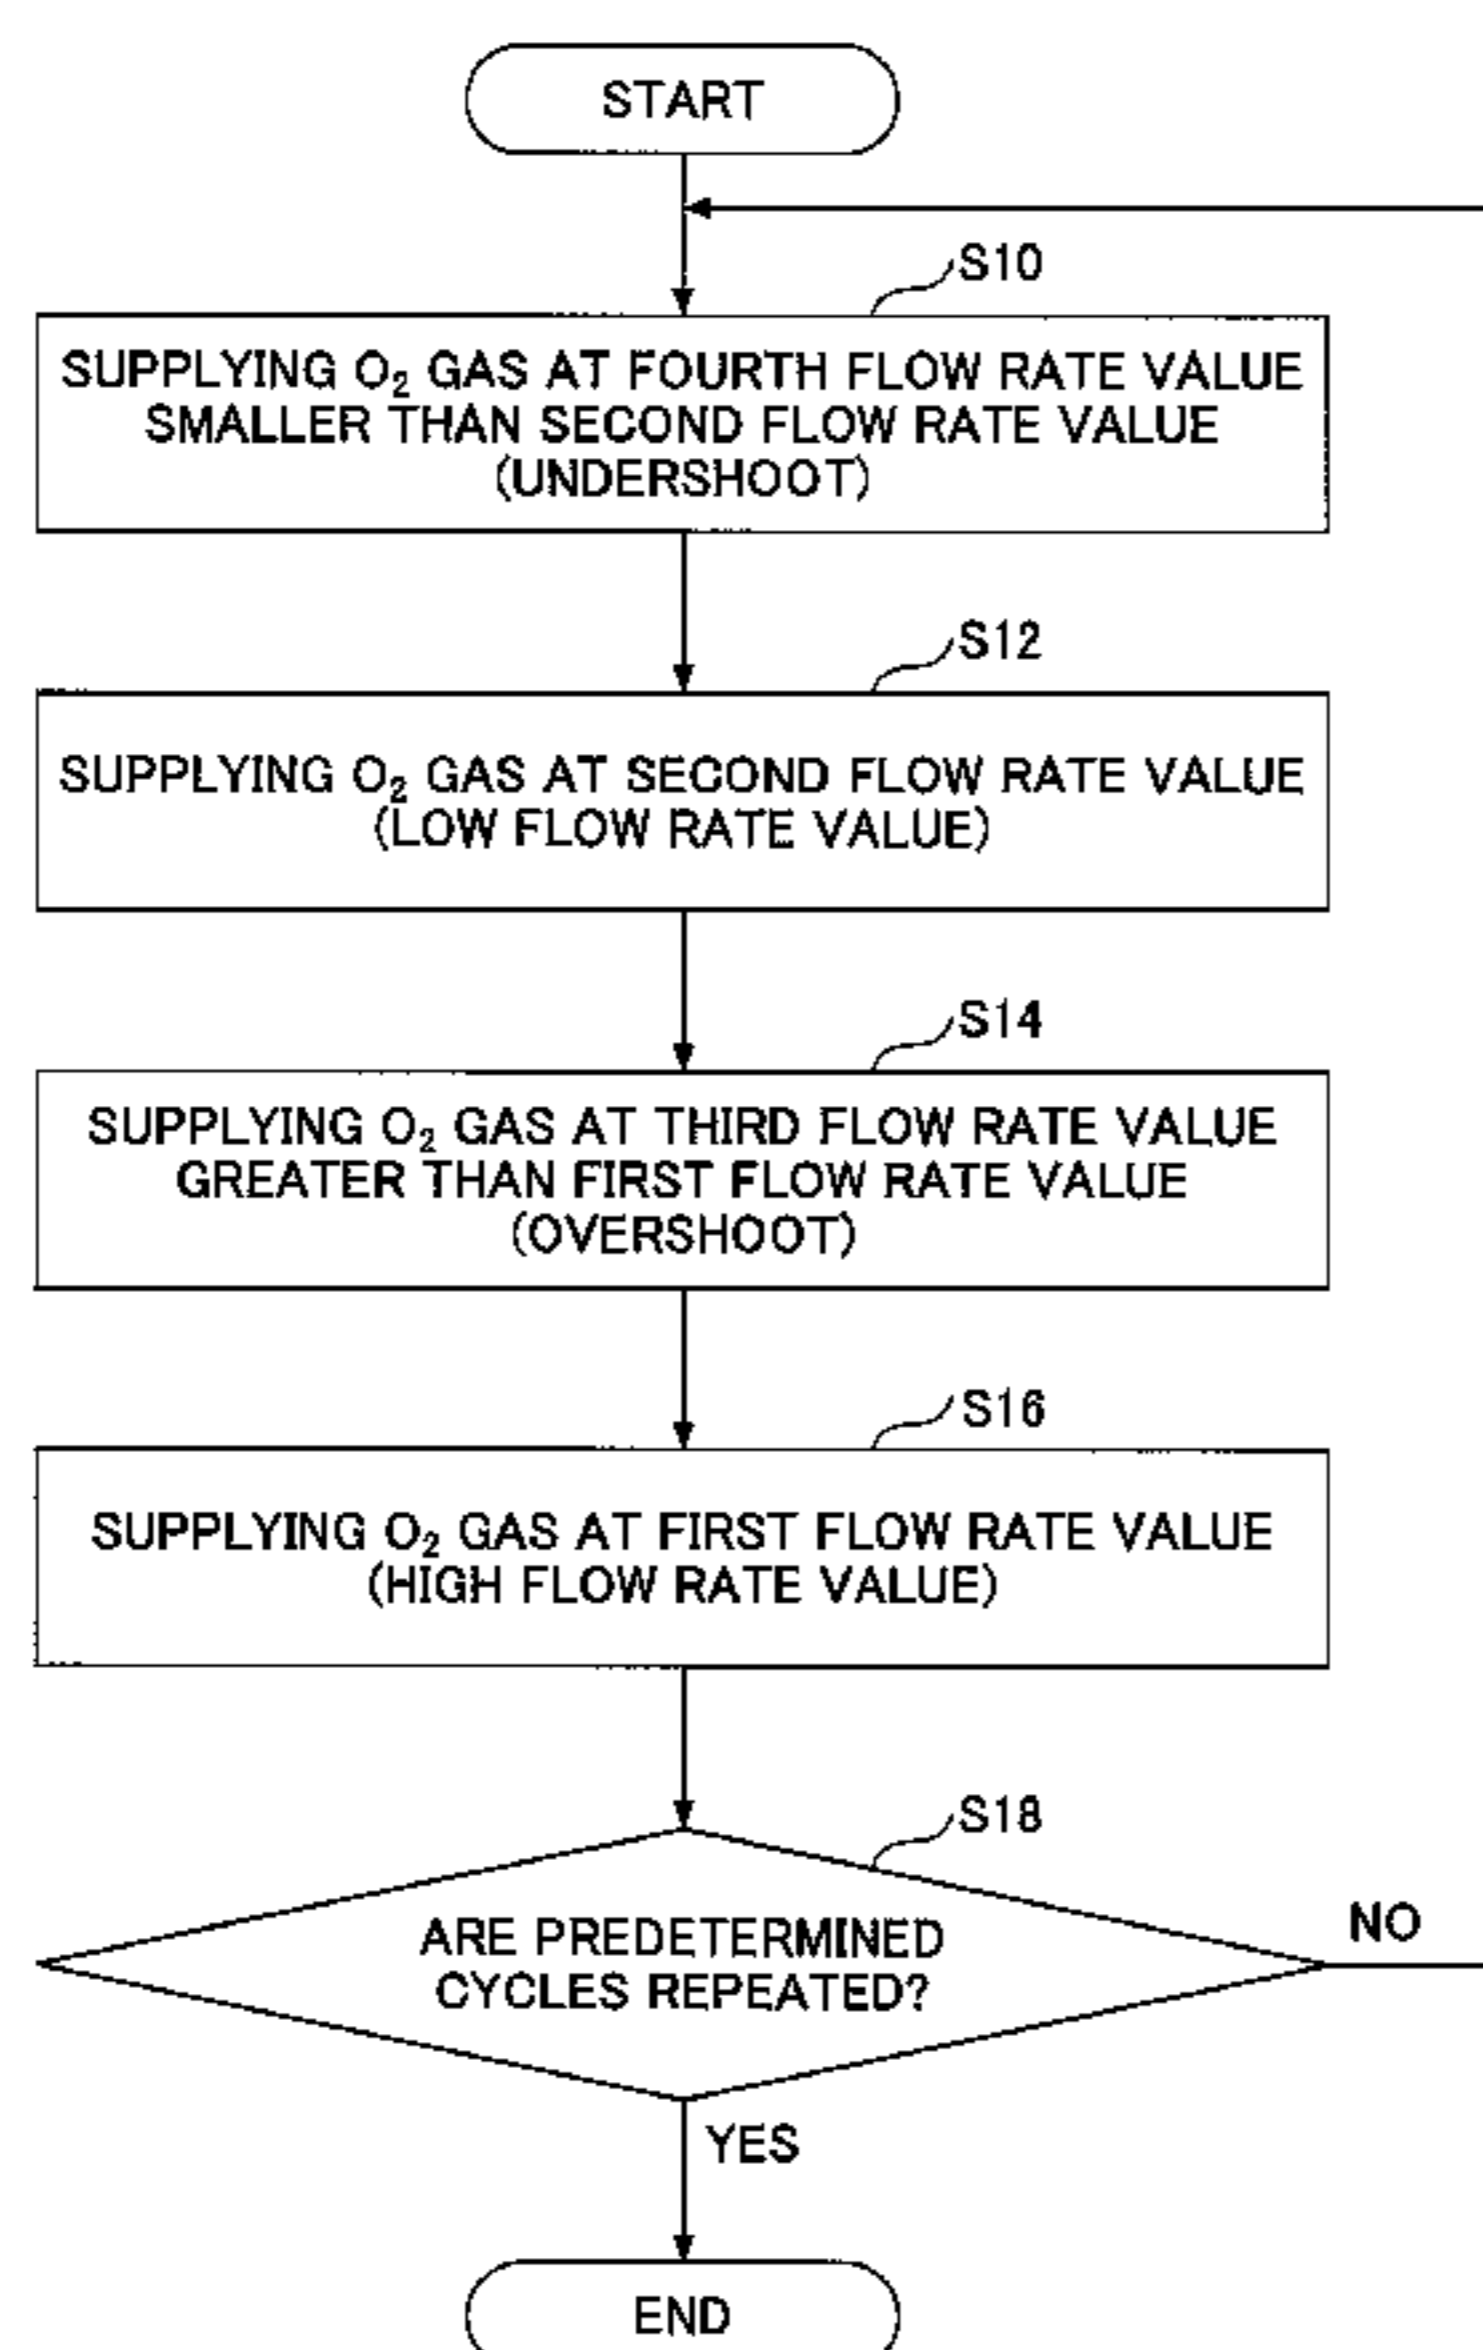 START
S10
SUPPLYING O₂ GAS AT FOURTH FLOW RATE VALUE
SMALLER THAN SECOND FLOW RATE VALUE
(UNDERSHOOT)
S12
SUPPLYING O₂ GAS AT SECOND FLOW RATE VALUE
(LOW FLOW RATE VALUE)
S14
SUPPLYING O₂ GAS AT THIRD FLOW RATE VALUE
GREATER THAN FIRST FLOW RATE VALUE
(OVERSHOOT)
S16
SUPPLYING O₂ GAS AT FIRST FLOW RATE VALUE
(HIGH FLOW RATE VALUE)
S18
ARE PREDETERMINED
CYCLES REPEATED?
NO
YES
END